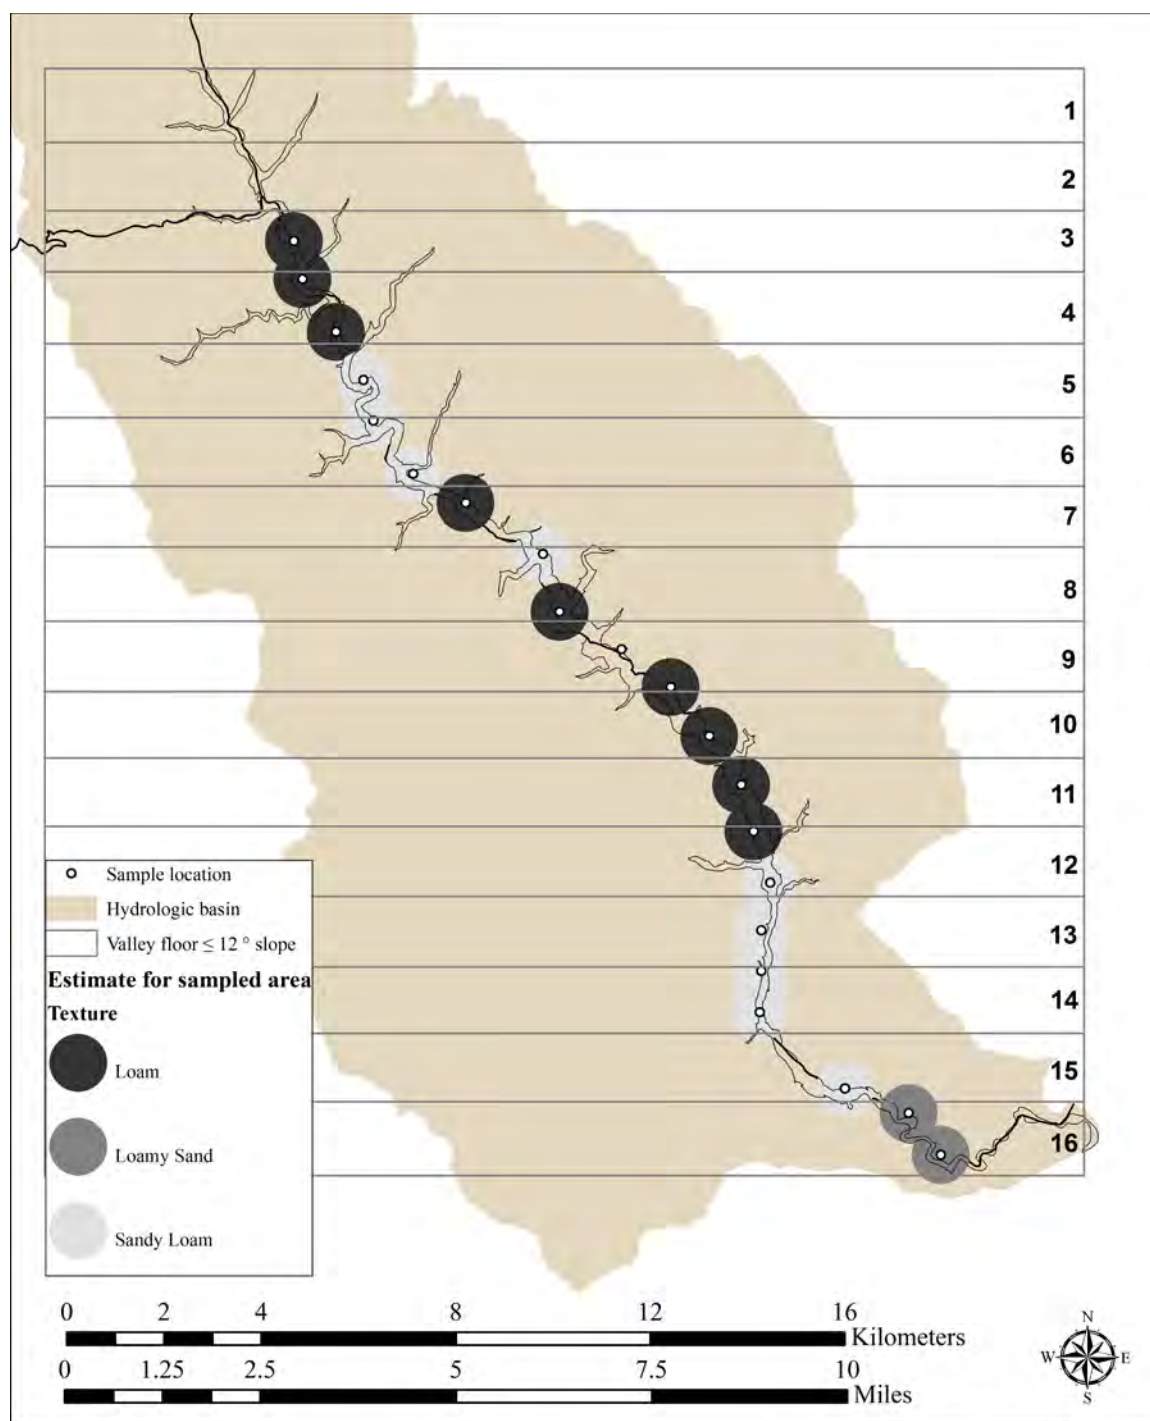 1
2
3
4
5
6
7
8
9
10
11
12
13
14
15
16
Sample location
Hydrologic basin
Valley floor ≤ 12 ° slope
Estimate for sampled area
Texture
Loam
Loamy Sand
Sandy Loam
0 2 4 8 12 16
Kilometers
0 1.25 2.5 5 7.5 10
Miles
N
W E
S